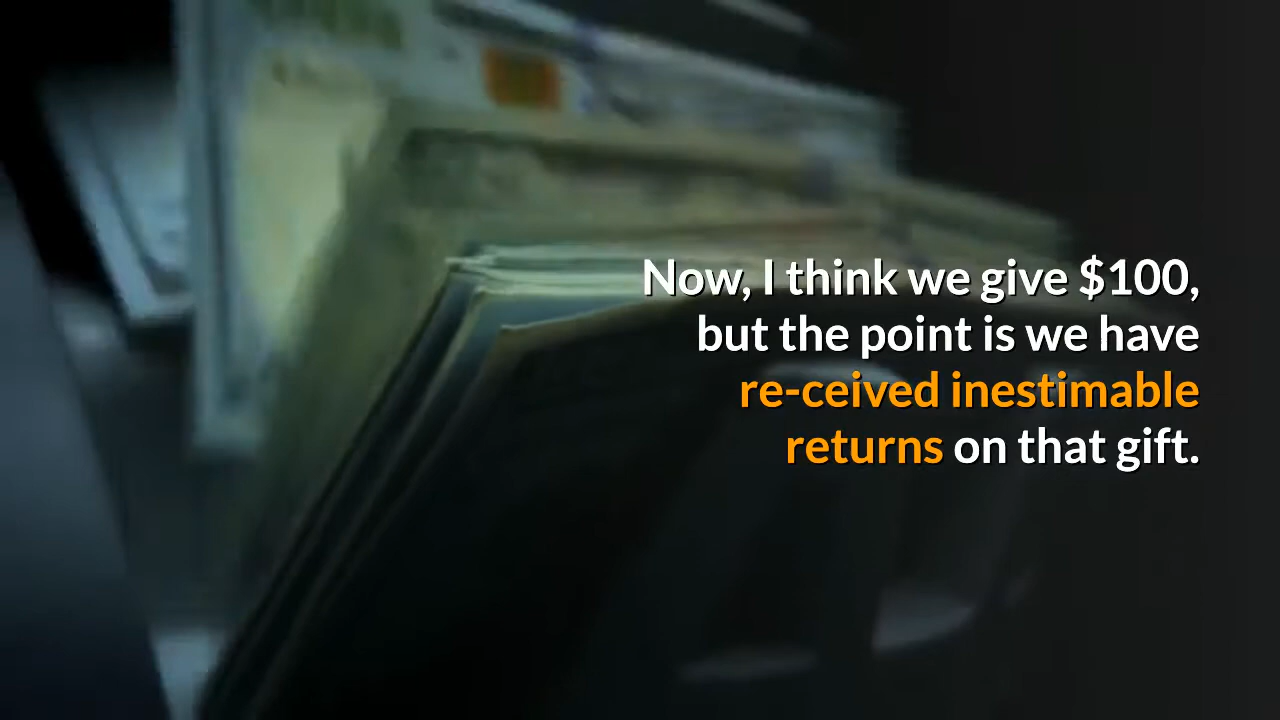 Now, I think we give $100,
but the point is we have
re-ceived inestimable
returns on that gift.